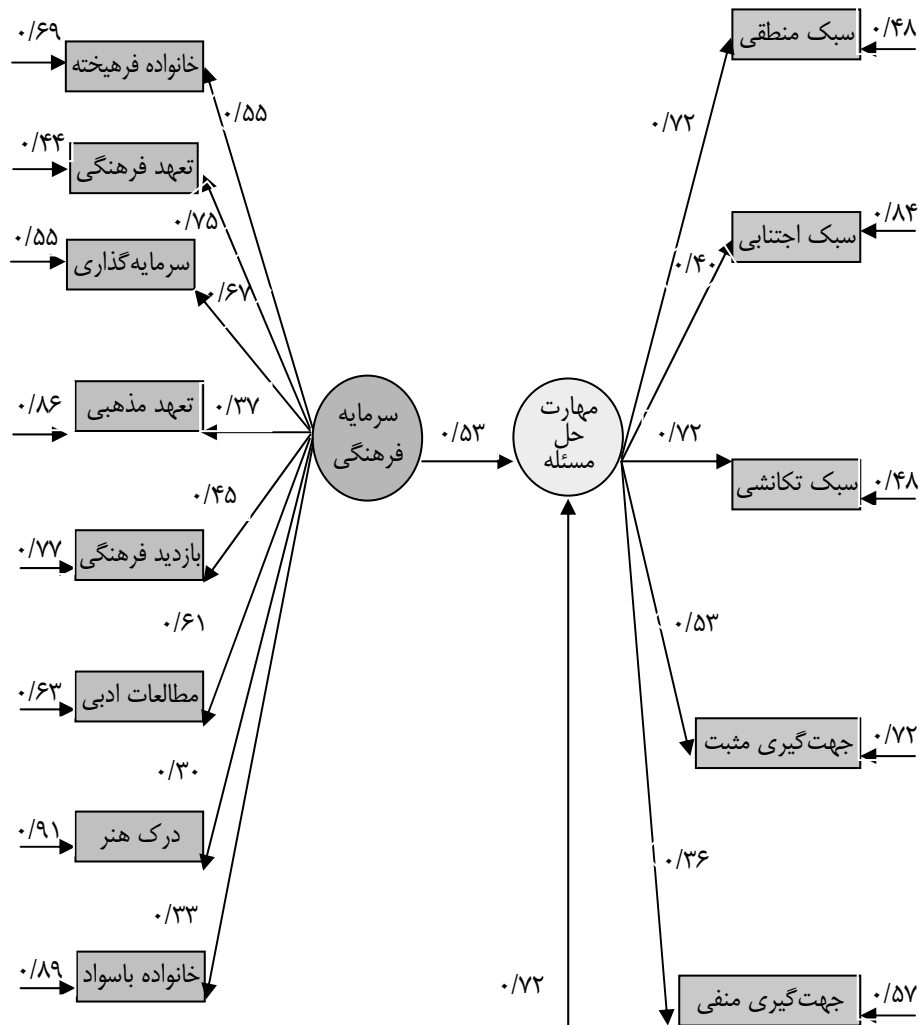 ۰/۶۹
خانواده فرهیخته
۰/۵۵
۰/۴۴
تعهد فرهنگی
۰/۷۵
۰/۵۵
سرمایه‌گذاری
۰/۶۷
۰/۸۶
تعهد مذهبی
۰/۳۷
۰/۷۷
بازدید فرهنگی
۰/۴۵
۰/۶۳
مطالعات ادبی
۰/۶۱
۰/۹۱
درک هنر
۰/۳۰
۰/۸۹
خانواده باسواد
۰/۳۳
سرمایه
فرهنگی
۰/۵۳
مهارت
حل
مسئله
۰/۷۲
۰/۷۲
سبک منطقی
۰/۴۸
۰/۴۰
سبک اجتنابی
۰/۸۴
۰/۷۲
سبک تکانشی
۰/۴۸
۰/۵۳
جهت‌گیری مثبت
۰/۷۲
۰/۳۶
جهت‌گیری منفی
۰/۵۷